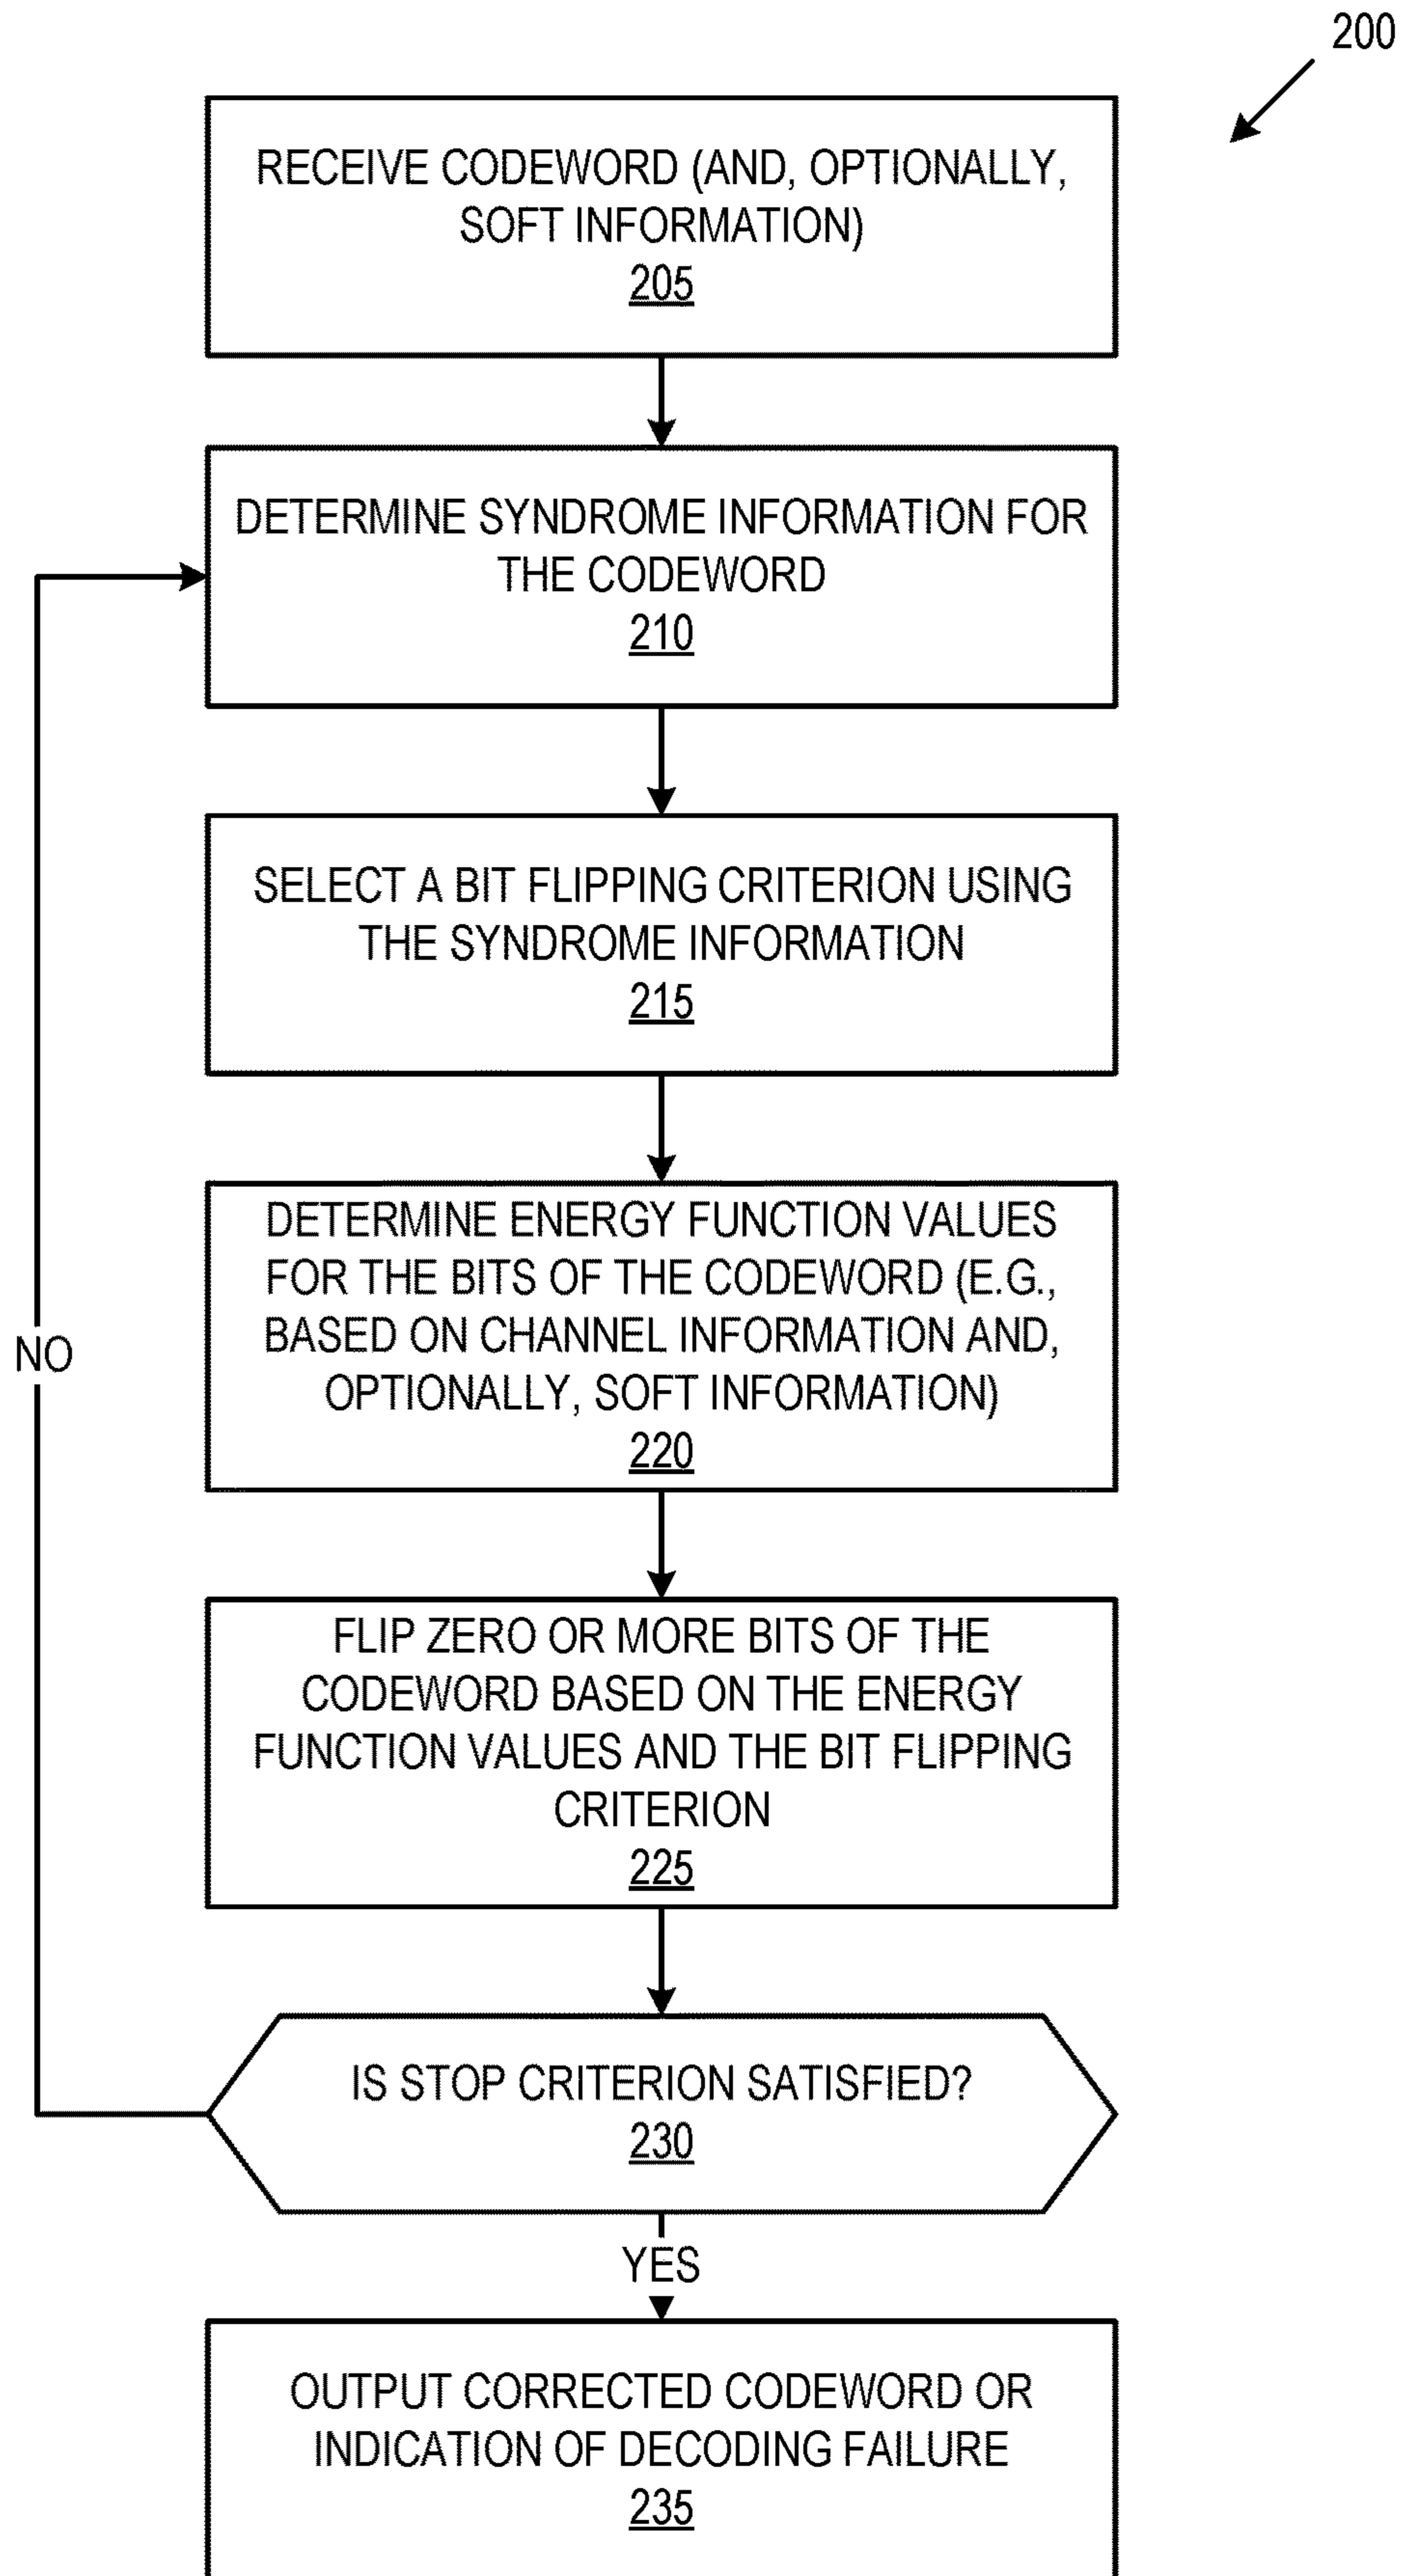 200
RECEIVE CODEWORD (AND, OPTIONALLY,
SOFT INFORMATION)
205
DETERMINE SYNDROME INFORMATION FOR
THE CODEWORD
210
SELECT A BIT FLIPPING CRITERION USING
THE SYNDROME INFORMATION
215
DETERMINE ENERGY FUNCTION VALUES
FOR THE BITS OF THE CODEWORD (E.G.,
BASED ON CHANNEL INFORMATION AND,
OPTIONALLY, SOFT INFORMATION)
220
NO
FLIP ZERO OR MORE BITS OF THE
CODEWORD BASED ON THE ENERGY
FUNCTION VALUES AND THE BIT FLIPPING
CRITERION
225
IS STOP CRITERION SATISFIED?
230
YES
OUTPUT CORRECTED CODEWORD OR
INDICATION OF DECODING FAILURE
235